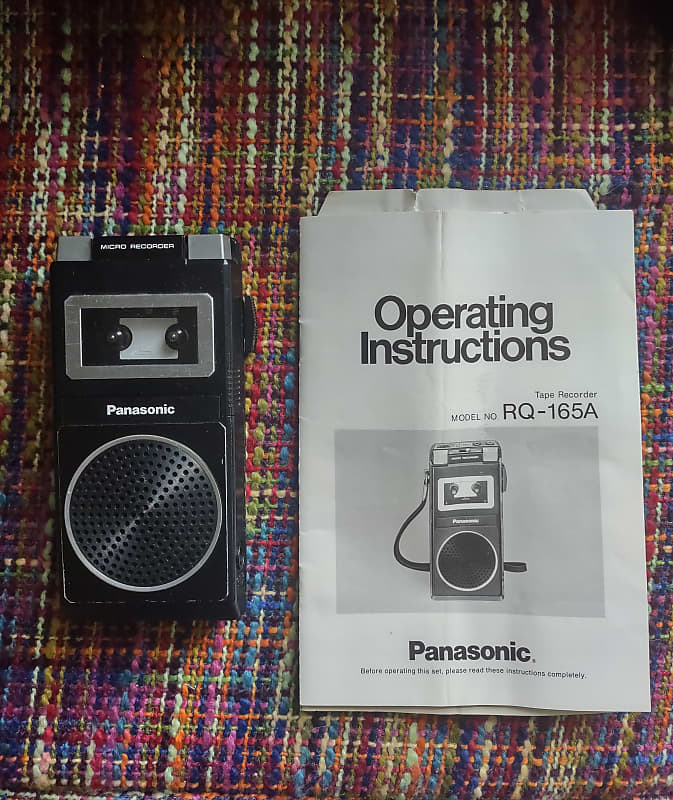 MICRO RECORDER
Panasonic
Operating
Instructions
Tape Recorder
MODEL NO. RQ-165A
Panasonic
Panasonic®
Before operating this set, please read these instructions completely.